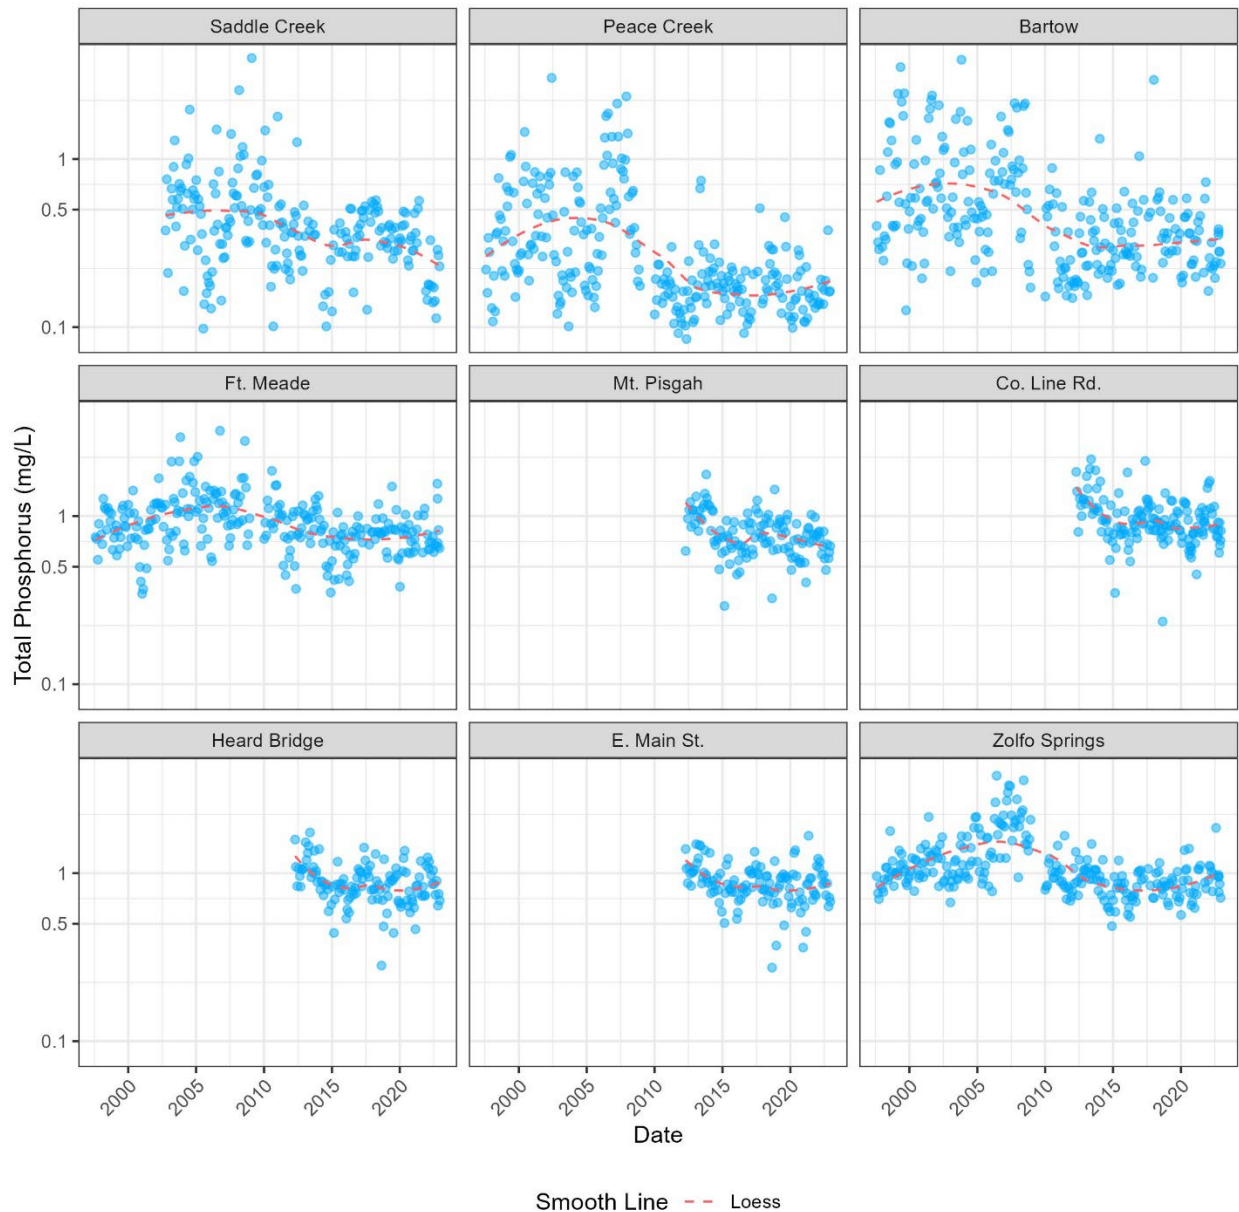 Saddle Creek
Peace Creek
Bartow
1
0.5
0.1
Ft. Meade
Mt. Pisgah
Co. Line Rd.
Total Phosphorus (mg/L)
1
0.5
0.1
Heard Bridge
E. Main St.
Zolfo Springs
1
0.5
0.1
2000 2005 2010 2015 2020
2000 2005 2010 2015 2020
2000 2005 2010 2015 2020
Date
Smooth Line Loess